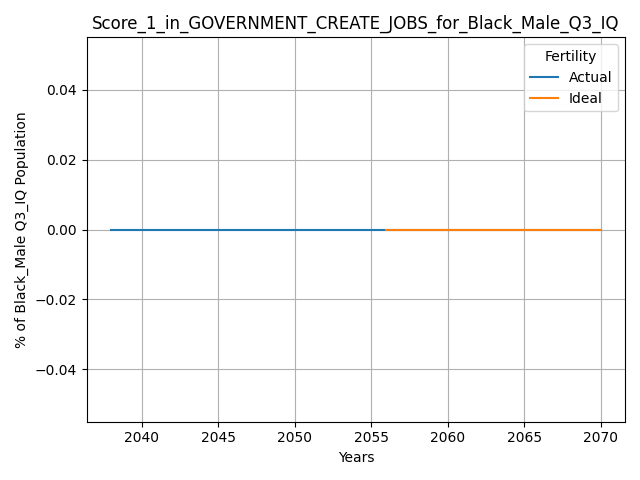 Score_1_in_GOVERNMENT_CREATE_JOBS_for_Black_Male_Q3_IQ
Fertility
Actual
Ideal
% of Black_Male Q3_IQ Population
0.04
0.02
0.00
−0.02
−0.04
2040 2045 2050 2055 2060 2065 2070
Years